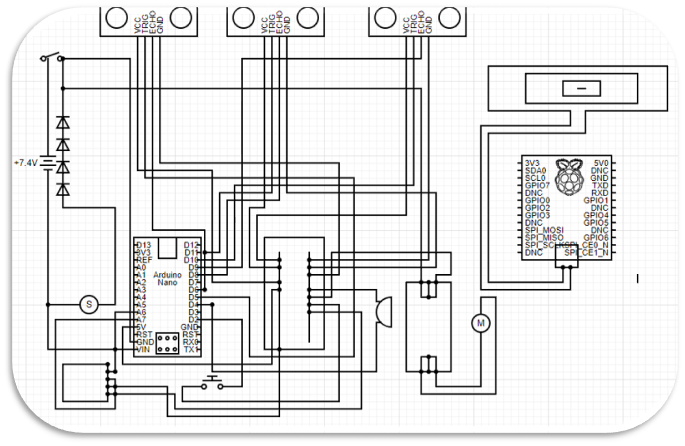 VCC TRIG ECHO GND
VCC TRIG ECHO GND
VCC TRIG ECHO GND
+7.4V
3V3 5V0
SDA0 DNC
SCL0 GND
GPIO7 TXD
DNC RXD
GPIO0 GPIO1
GPIO2 DNC
GPIO3 GPIO4
DNC GPIO5
SPI_MOSI DNC
SPI_MISO GPIO6
SPI_SCLK SPI_CE0_N
DNC SPI_CE1_N
D13 D12
3V3 D11
REF D10
A0 D9
A1 D8
A2 D7
A3 D6
A4 D5
A5 D4
A6 D3
A7 D2
5V GND
RST RST
GND RX0
VIN TX1
Arduino
Nano
S
M